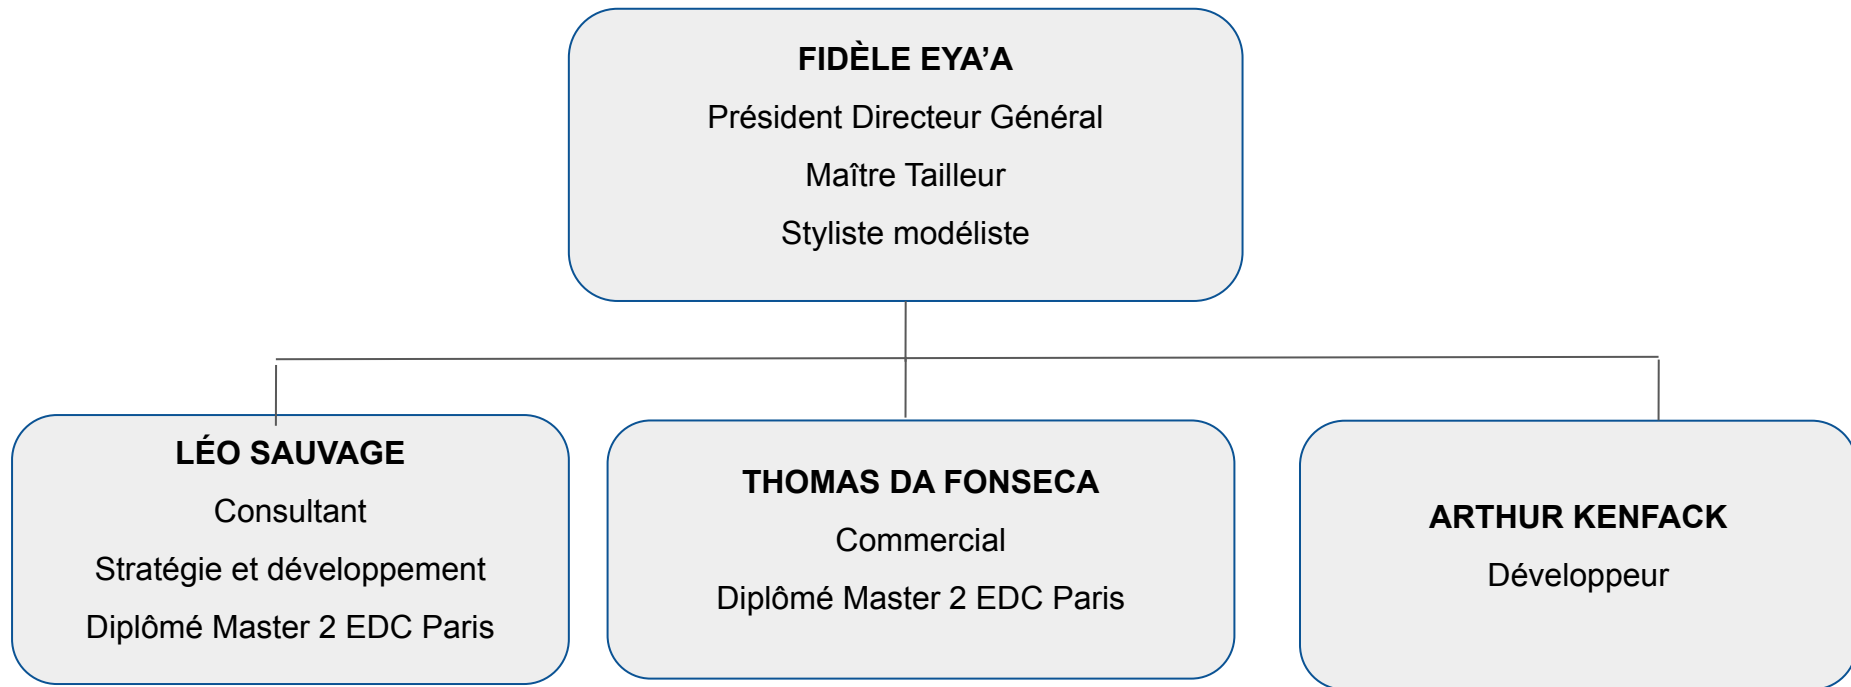 FIDÈLE EYA’A
Président Directeur Général
Maître Tailleur
Styliste modéliste
LÉO SAUVAGE
Consultant
Stratégie et développement
Diplômé Master 2 EDC Paris
THOMAS DA FONSECA
Commercial
Diplômé Master 2 EDC Paris
ARTHUR KENFACK
Développeur